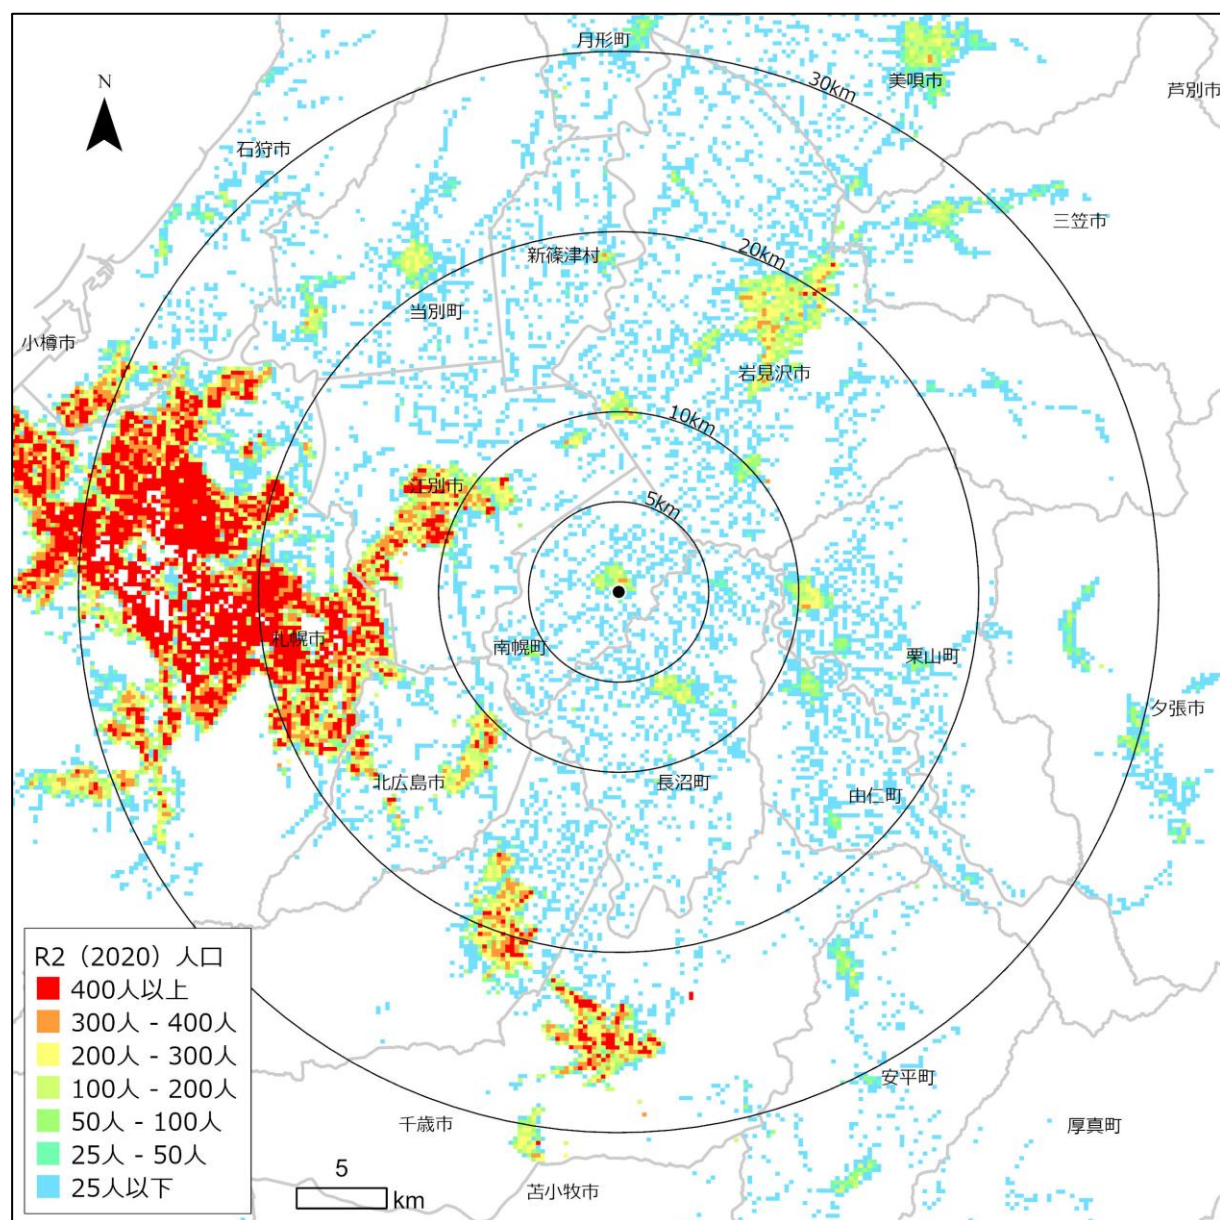 月形町
30km
美唄市
芦別市
N
石狩市
三笠市
新篠津村
20km
当別町
小樽市
岩見沢市
10km
江別市
5km
札幌市
南幌町
栗山町
夕張市
北広島市
長沼町
由仁町
R2（2020）人口
400人以上
300人 - 400人
200人 - 300人
100人 - 200人
50人 - 100人
25人 - 50人
25人以下
安平町
千歳市
厚真町
5
km
苫小牧市